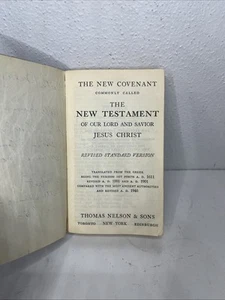 THE NEW COVENANT
COMMONLY CALLED
THE
NEW TESTAMENT
OF OUR LORD AND SAVIOR
JESUS CHRIST
REVISED STANDARD VERSION
TRANSLATED FROM THE GREEK
BEING THE VERSION SET FORTH A.D. 1611
REVISED A.D. 1881 AND A.D. 1901
COMPARED WITH THE MOST ANCIENT AUTHORITIES
AND REVISED A.D. 1946
THOMAS NELSON & SONS
TORONTO NEW YORK EDINBURGH